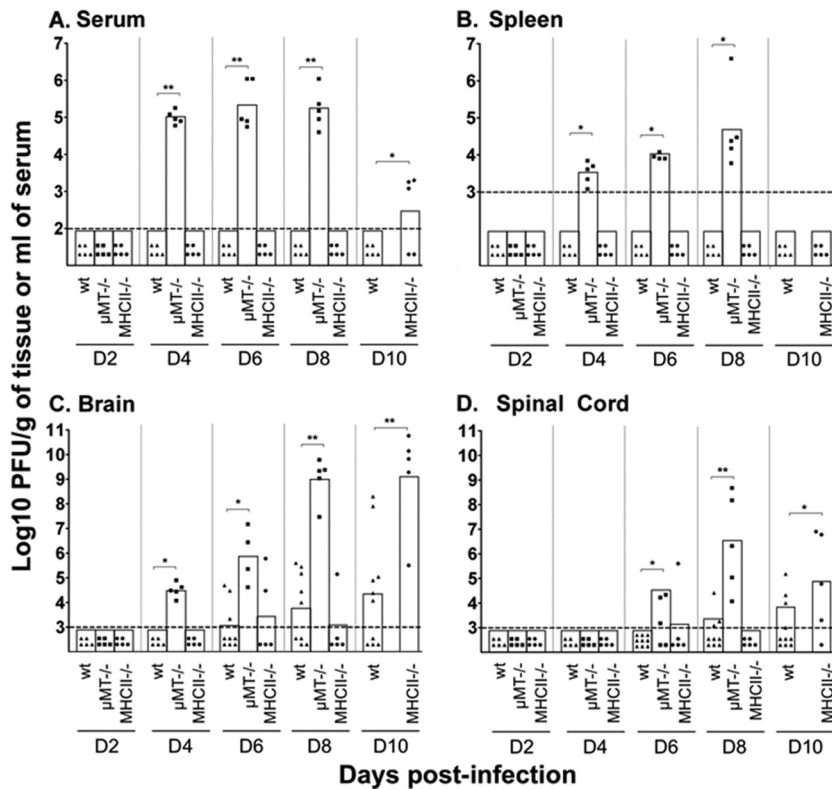 A. Serum
B. Spleen
Log10 PFU/g of tissue or ml of serum
7
6
5
4
3
2
** ** ** *
wt µMT-/- MHCII-/- wt µMT-/- MHCII-/- wt µMT-/- MHCII-/- wt µMT-/- MHCII-/- wt MHCII-/-
D2 D4 D6 D8 D10
7
6
5
4
3
* * *
wt µMT-/- MHCII-/- wt µMT-/- MHCII-/- wt µMT-/- MHCII-/- wt µMT-/- MHCII-/- wt MHCII-/-
D2 D4 D6 D8 D10
C. Brain
D. Spinal Cord
11
10
9
8
7
6
5
4
3
* * ** **
wt µMT-/- MHCII-/- wt µMT-/- MHCII-/- wt µMT-/- MHCII-/- wt µMT-/- MHCII-/- wt MHCII-/-
D2 D4 D6 D8 D10
11
10
9
8
7
6
5
4
3
* ** *
wt µMT-/- MHCII-/- wt µMT-/- MHCII-/- wt µMT-/- MHCII-/- wt µMT-/- MHCII-/- wt MHCII-/-
D2 D4 D6 D8 D10
Days post-infection